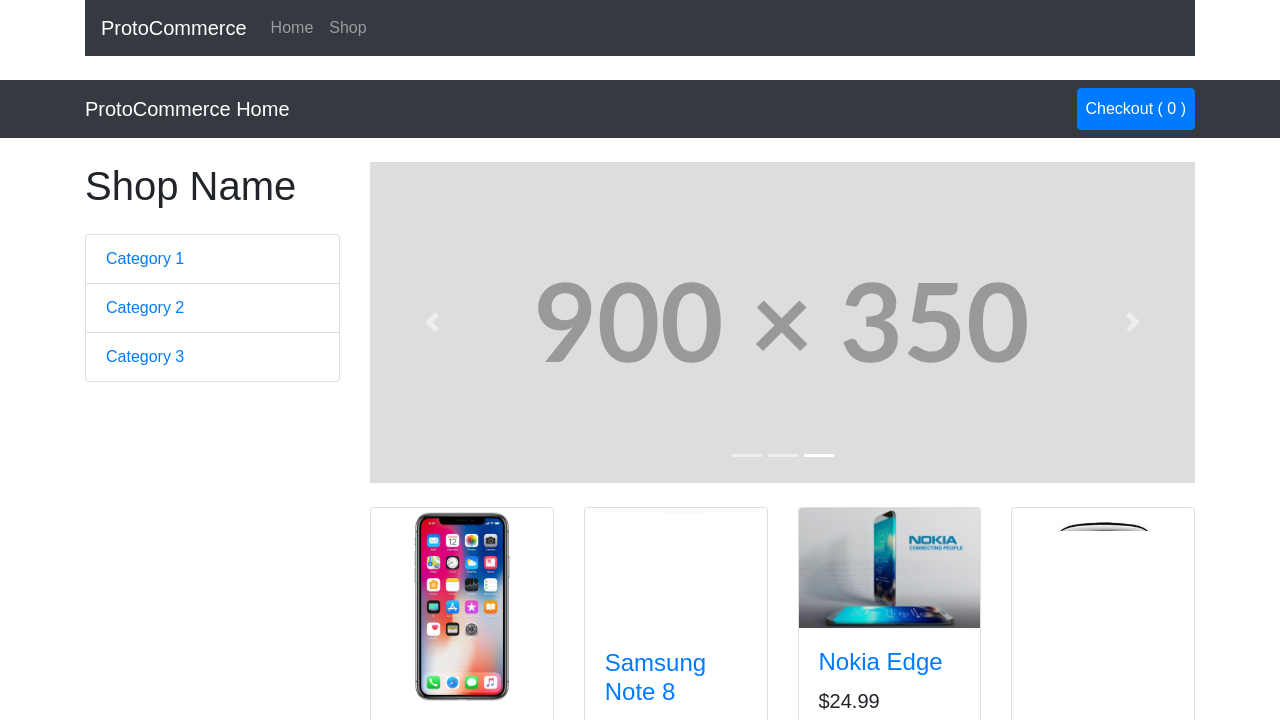 ProtoCommerce
Home
Shop
ProtoCommerce Home
Checkout ( 0 )
Shop Name
Category 1
Category 2
Category 3
900 × 350
NOKIA
CONNECTING PEOPLE
Samsung
Note 8
Nokia Edge
$24.99